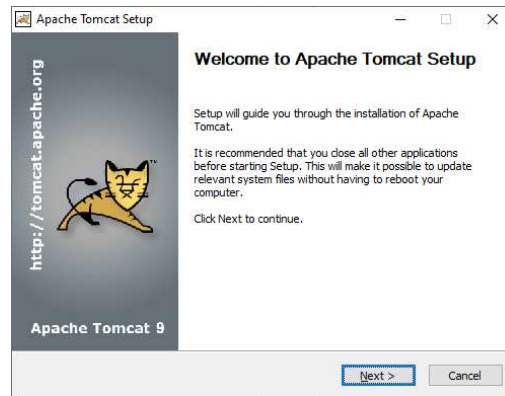 Apache Tomcat Setup
http://tomcat.apache.org
Apache Tomcat 9
Welcome to Apache Tomcat Setup
Setup will guide you through the installation of Apache
Tomcat.
It is recommended that you close all other applications
before starting Setup. This will make it possible to update
relevant system files without having to reboot your
computer.
Click Next to continue.
Next >
Cancel